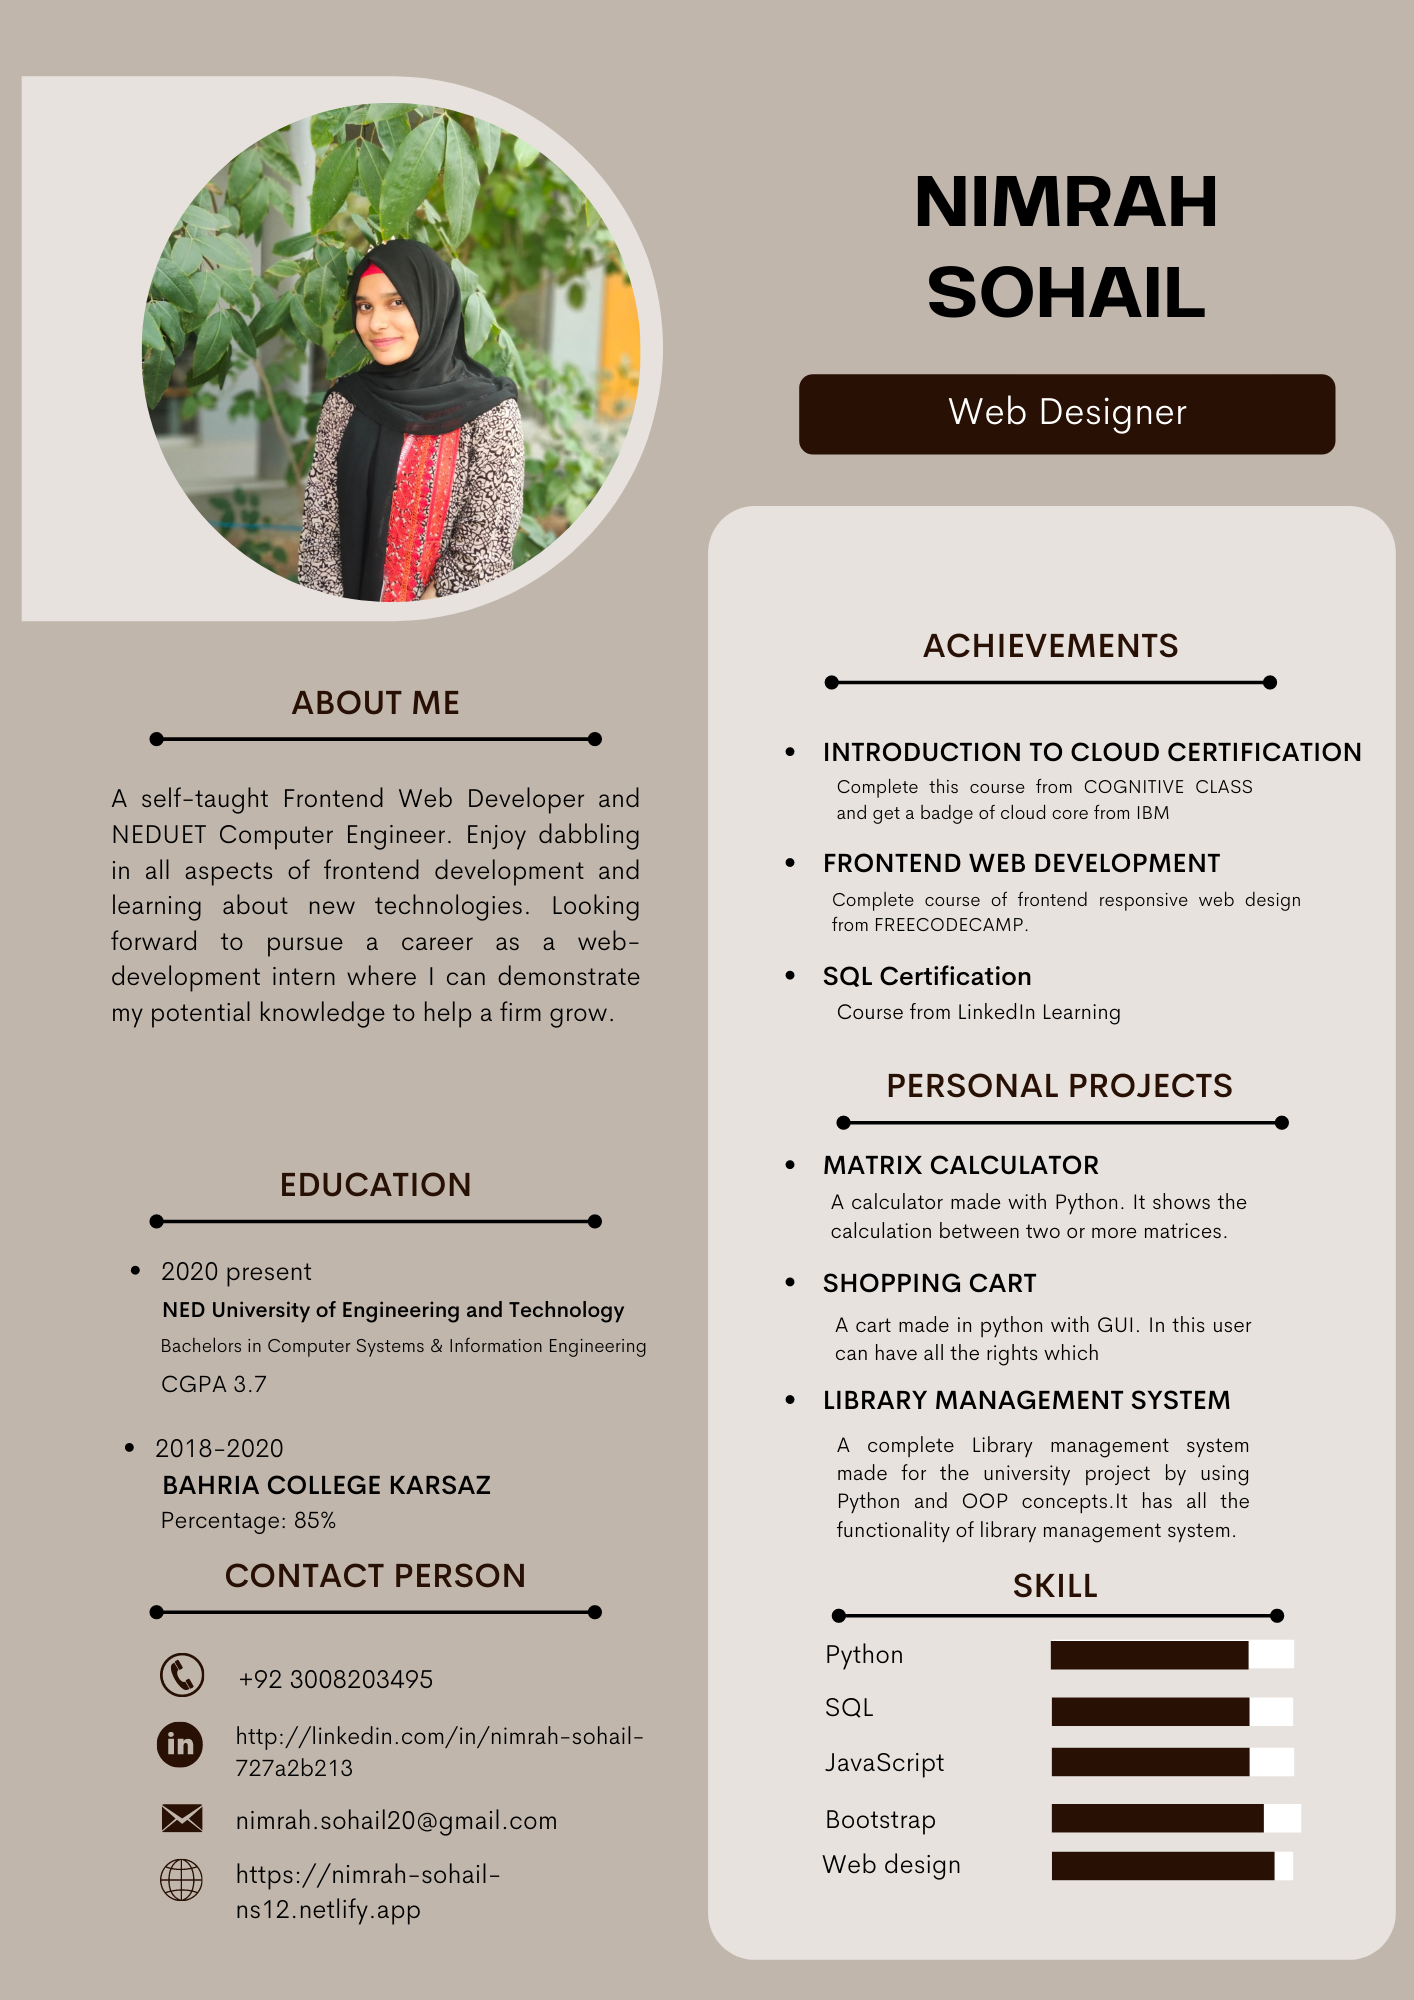 NIMRAH
SOHAIL
Web Designer
ABOUT ME
A self-taught Frontend Web Developer and
NEDUET Computer Engineer. Enjoy dabbling
in all aspects of frontend development and
learning about new technologies. Looking
forward to pursue a career as a web-
development intern where I can demonstrate
my potential knowledge to help a firm grow.
EDUCATION
• 2020 present
NED University of Engineering and Technology
Bachelors in Computer Systems & Information Engineering
CGPA 3.7
• 2018-2020
BAHRIA COLLEGE KARSAZ
Percentage: 85%
CONTACT PERSON
+92 3008203495
in
http://linkedin.com/in/nimrah-sohail-
727a2b213
nimrah.sohail20@gmail.com
https://nimrah-sohail-
ns12.netlify.app
ACHIEVEMENTS
• INTRODUCTION TO CLOUD CERTIFICATION
Complete this course from COGNITIVE CLASS
and get a badge of cloud core from IBM
• FRONTEND WEB DEVELOPMENT
Complete course of frontend responsive web design
from FREECODECAMP.
• SQL Certification
Course from LinkedIn Learning
PERSONAL PROJECTS
• MATRIX CALCULATOR
A calculator made with Python. It shows the
calculation between two or more matrices.
• SHOPPING CART
A cart made in python with GUI. In this user
can have all the rights which
• LIBRARY MANAGEMENT SYSTEM
A complete Library management system
made for the university project by using
Python and OOP concepts.It has all the
functionality of library management system.
SKILL
Python
SQL
JavaScript
Bootstrap
Web design